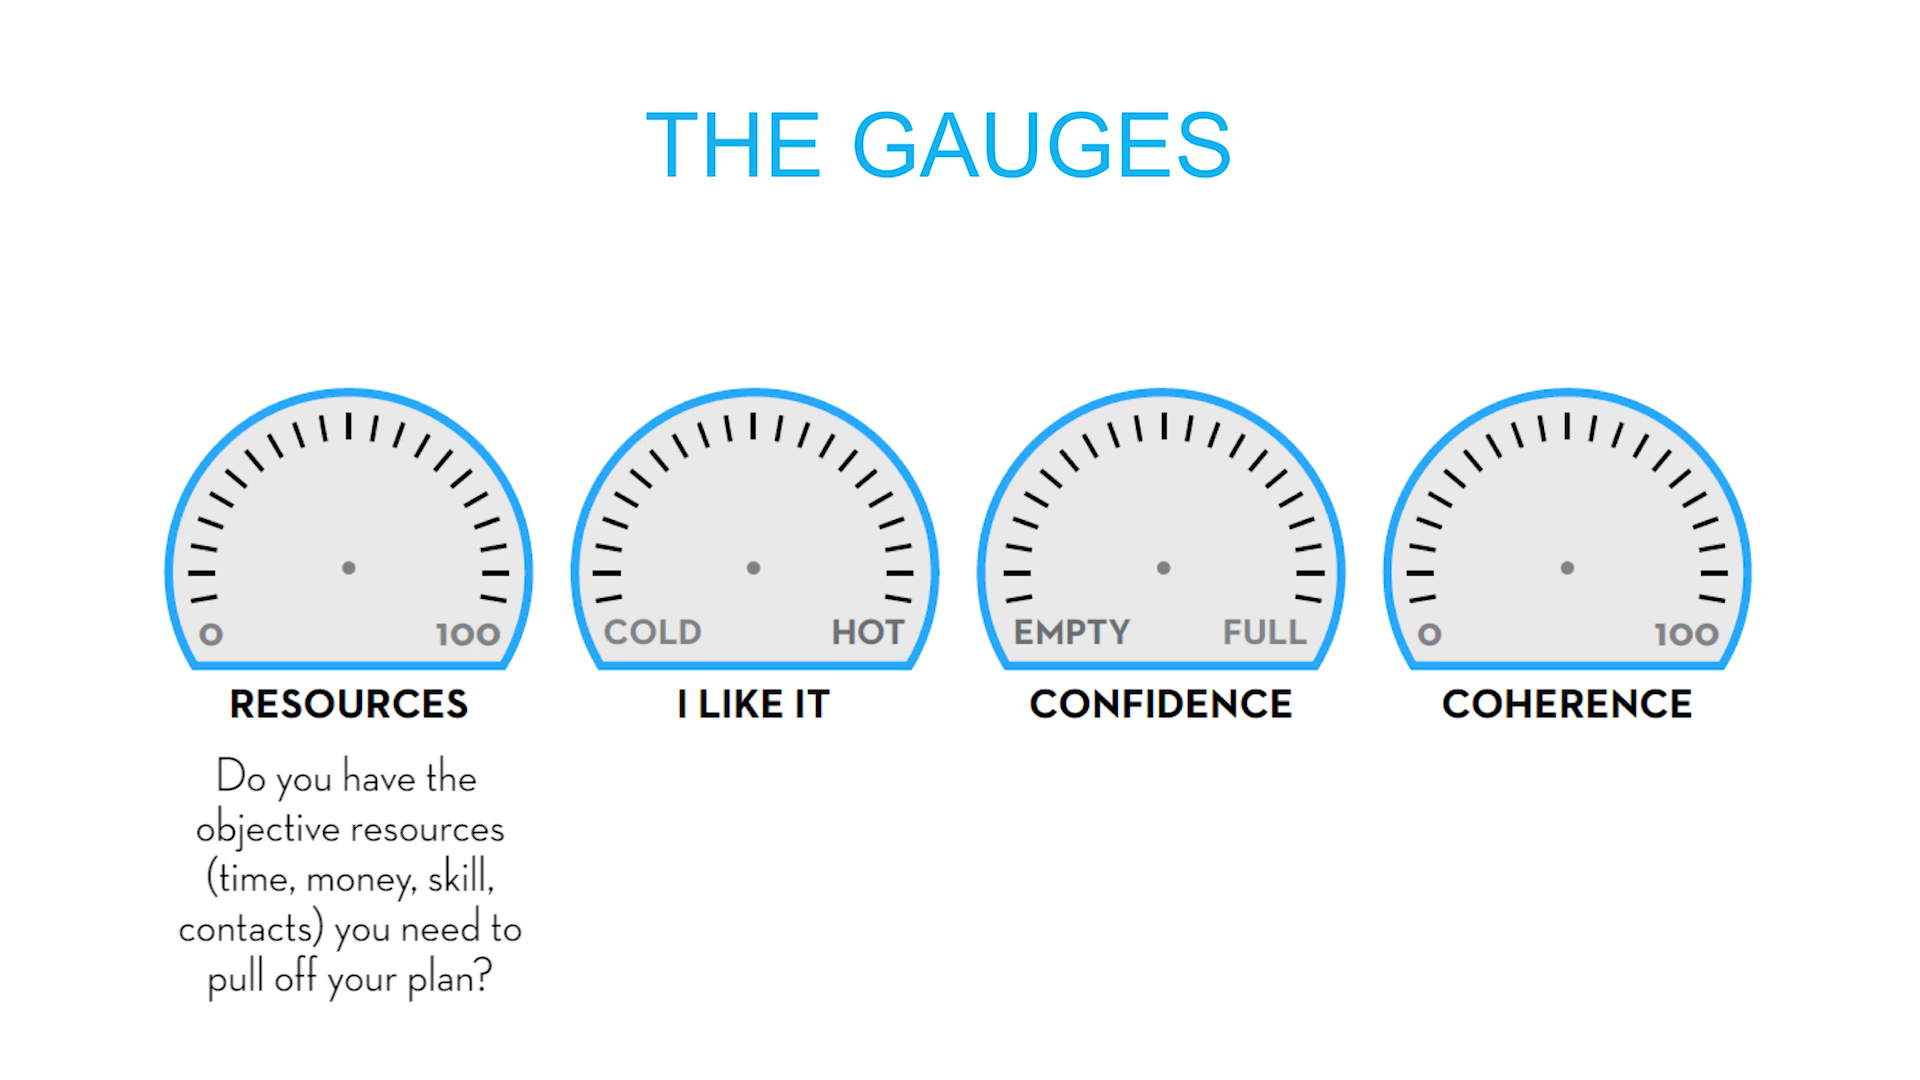 THE GAUGES
0 100
COLD HOT
EMPTY FULL
0 100
RESOURCES
I LIKE IT
CONFIDENCE
COHERENCE
Do you have the
objective resources
(time, money, skill,
contacts) you need to
pull off your plan?